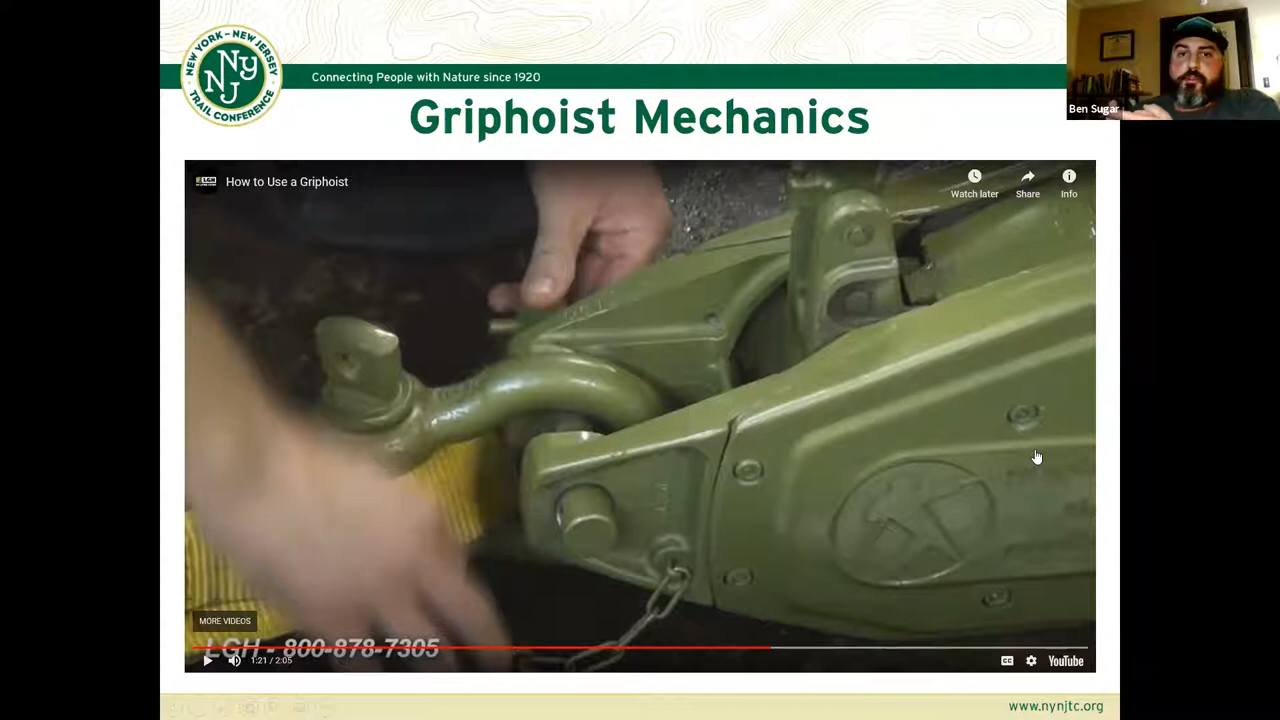 NEW YORK - NEW JERSEY
NY
NJ
TRAIL CONFERENCE
Connecting People with Nature since 1920
Griphoist Mechanics
Ben Sugar
LGH
How to Use a Griphoist
Watch later
Share
Info
MORE VIDEOS
LGH - 800-878-7305
1:21 / 2:05
CC
YouTube
www.nynjtc.org